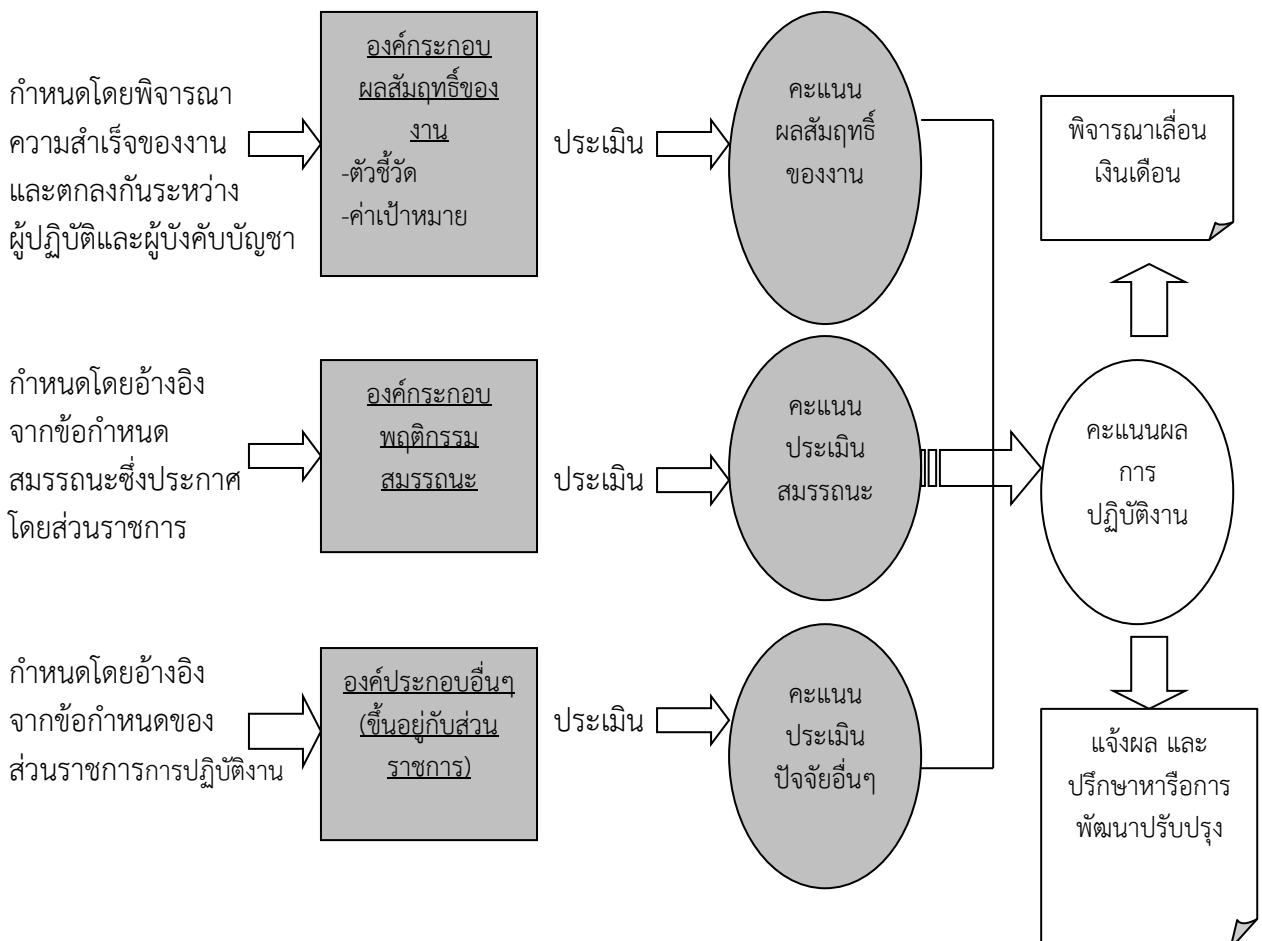 กำหนดโดยพิจารณา
ความสำเร็จของงาน
และตกลงกันระหว่าง
ผู้ปฏิบัติและผู้บังคับบัญชา
องค์กระกอบ
ผลสัมฤทธิ์ของ
งาน
-ตัวชี้วัด
-ค่าเป้าหมาย
ประเมิน
คะแนน
ผลสัมฤทธิ์
ของงาน
พิจารณาเลื่อน
เงินเดือน
กำหนดโดยอ้างอิง
จากข้อกำหนด
สมรรถนะซึ่งประกาศ
โดยส่วนราชการ
องค์กระกอบ
พฤติกรรม
สมรรถนะ
ประเมิน
คะแนน
ประเมิน
สมรรถนะ
คะแนนผล
การ
ปฏิบัติงาน
กำหนดโดยอ้างอิง
จากข้อกำหนดของ
ส่วนราชการการปฏิบัติงาน
องค์ประกอบอื่นๆ
(ขึ้นอยู่กับส่วน
ราชการ)
ประเมิน
คะแนน
ประเมิน
ปัจจัยอื่นๆ
แจ้งผล และ
ปรึกษาหารือการ
พัฒนาปรับปรุง